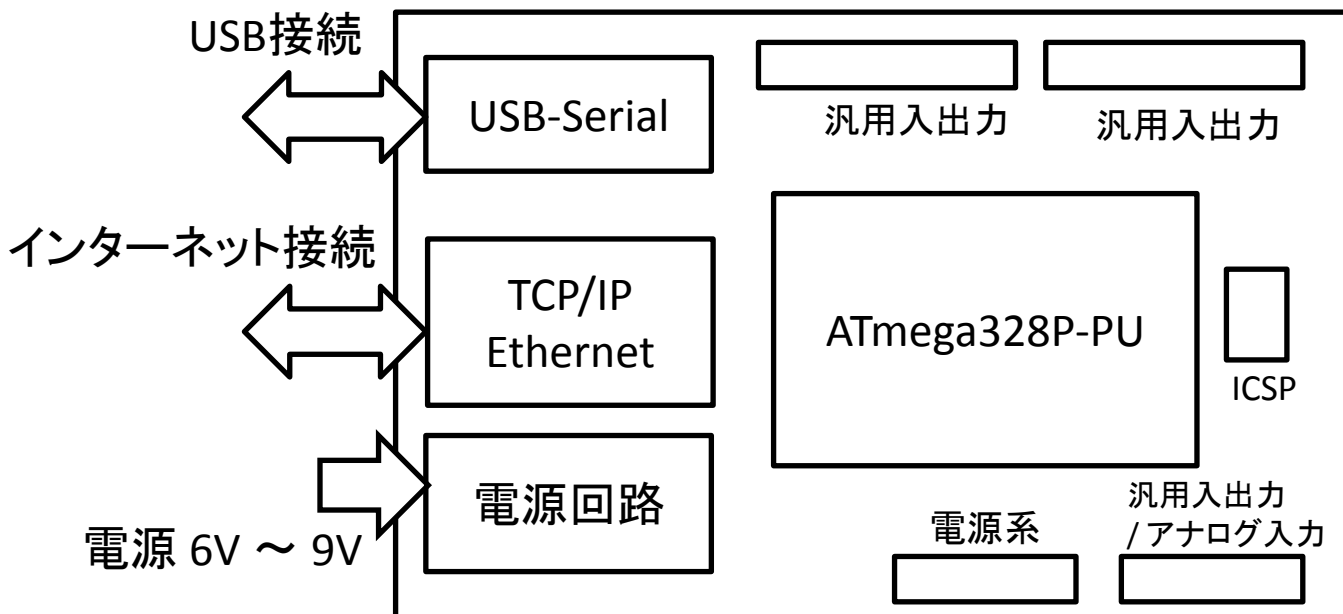 USB接続
USB-Serial
汎用入出力
汎用入出力
インターネット接続
TCP/IP
Ethernet
ATmega328P-PU
ICSP
電源 6V ～ 9V
電源回路
電源系
汎用入出力
/アナログ入力